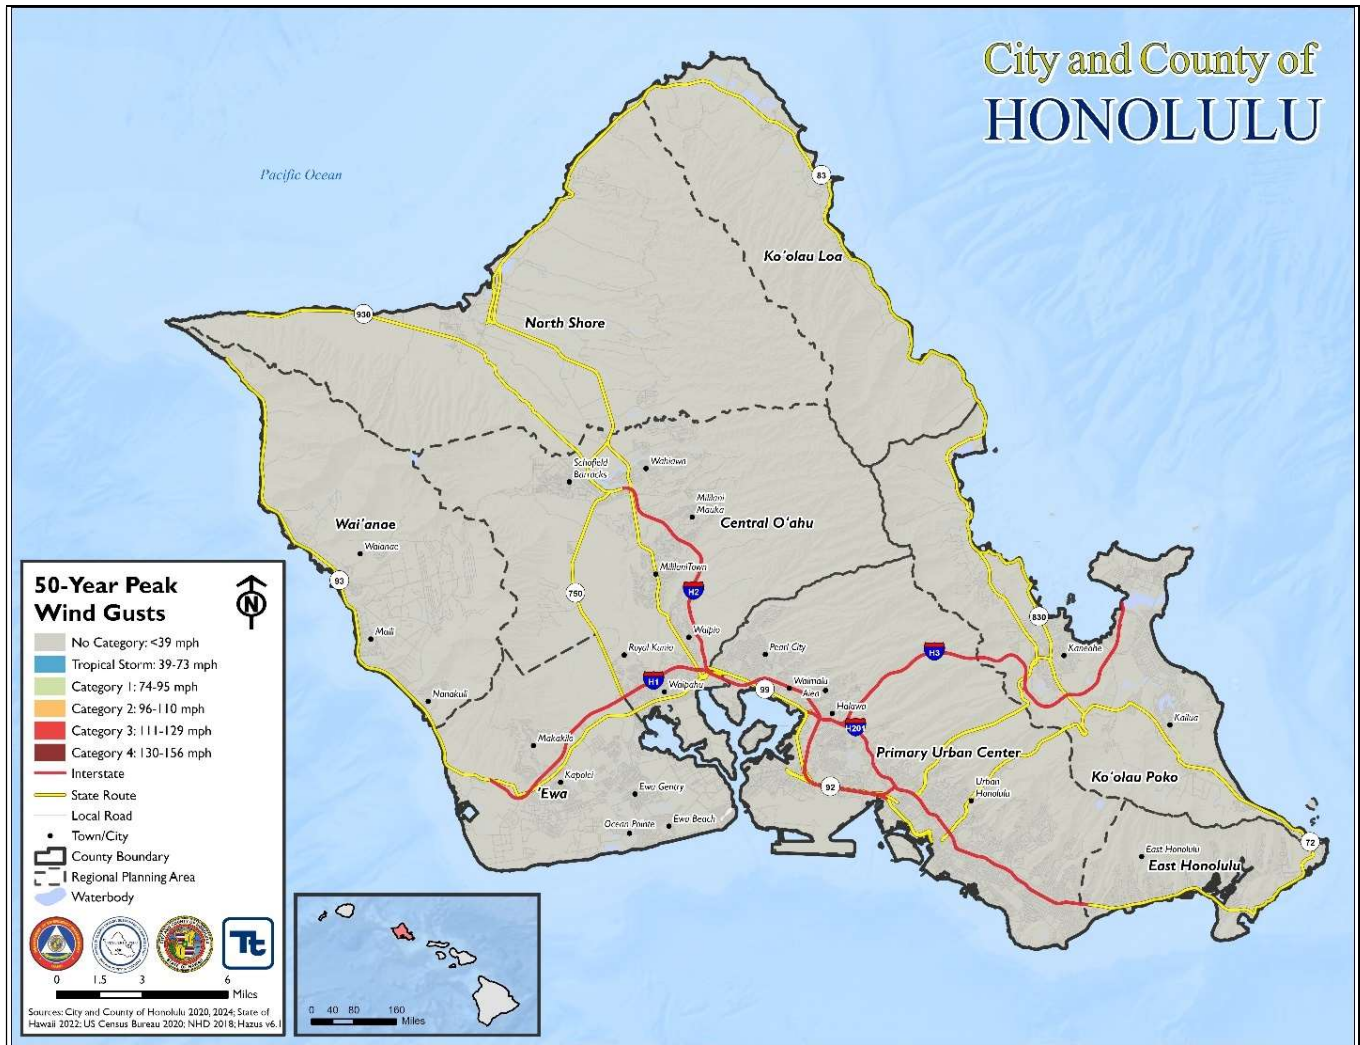 City and County of
HONOLULU
Pacific Ocean
83
Ko'olau Loa
930
North Shore
Schofield
Barracks
Wahiawa
Mililani
Mauka
Central O'ahu
Wai'anae
Waianae
93
Mililani Town
750
H2
830
Maili
Royal Kunia
Waipio
Pearl City
H3
Kaneohe
H1
Waipahu
99
Waimalu
Aiea
Halawa
H201
Nanakuli
Kailua
Makakilo
Primary Urban Center
Kapolei
'Ewa
Ewa Gentry
92
Urban
Honolulu
Ko'olau Poko
Ocean Pointe
Ewa Beach
72
East Honolulu
East Honolulu
50-Year Peak
Wind Gusts
N
No Category: <39 mph
Tropical Storm: 39-73 mph
Category 1: 74-95 mph
Category 2: 96-110 mph
Category 3: 111-129 mph
Category 4: 130-156 mph
Interstate
State Route
Local Road
Town/City
County Boundary
Regional Planning Area
Waterbody
Tt
0 1.5 3 6
Miles
Sources: City and County of Honolulu 2020, 2024; State of
Hawaii 2022; US Census Bureau 2020; NHD 2018; Hazus v6.1
0 40 80 160
Miles